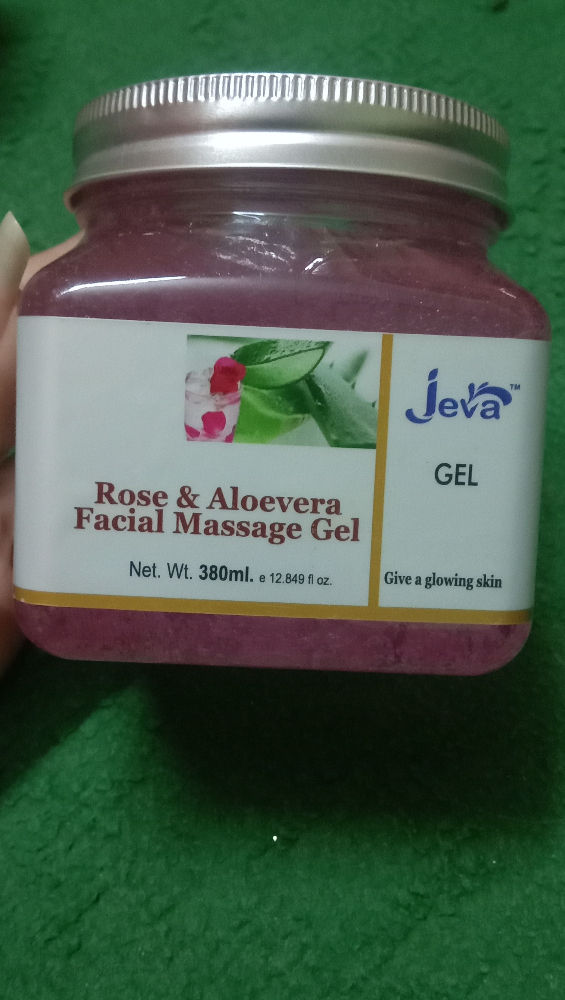 Rose & Aloevera
Facial Massage Gel
Net. Wt. 380ml. e 12.849 fl oz.
Jeva™
GEL
Give a glowing skin